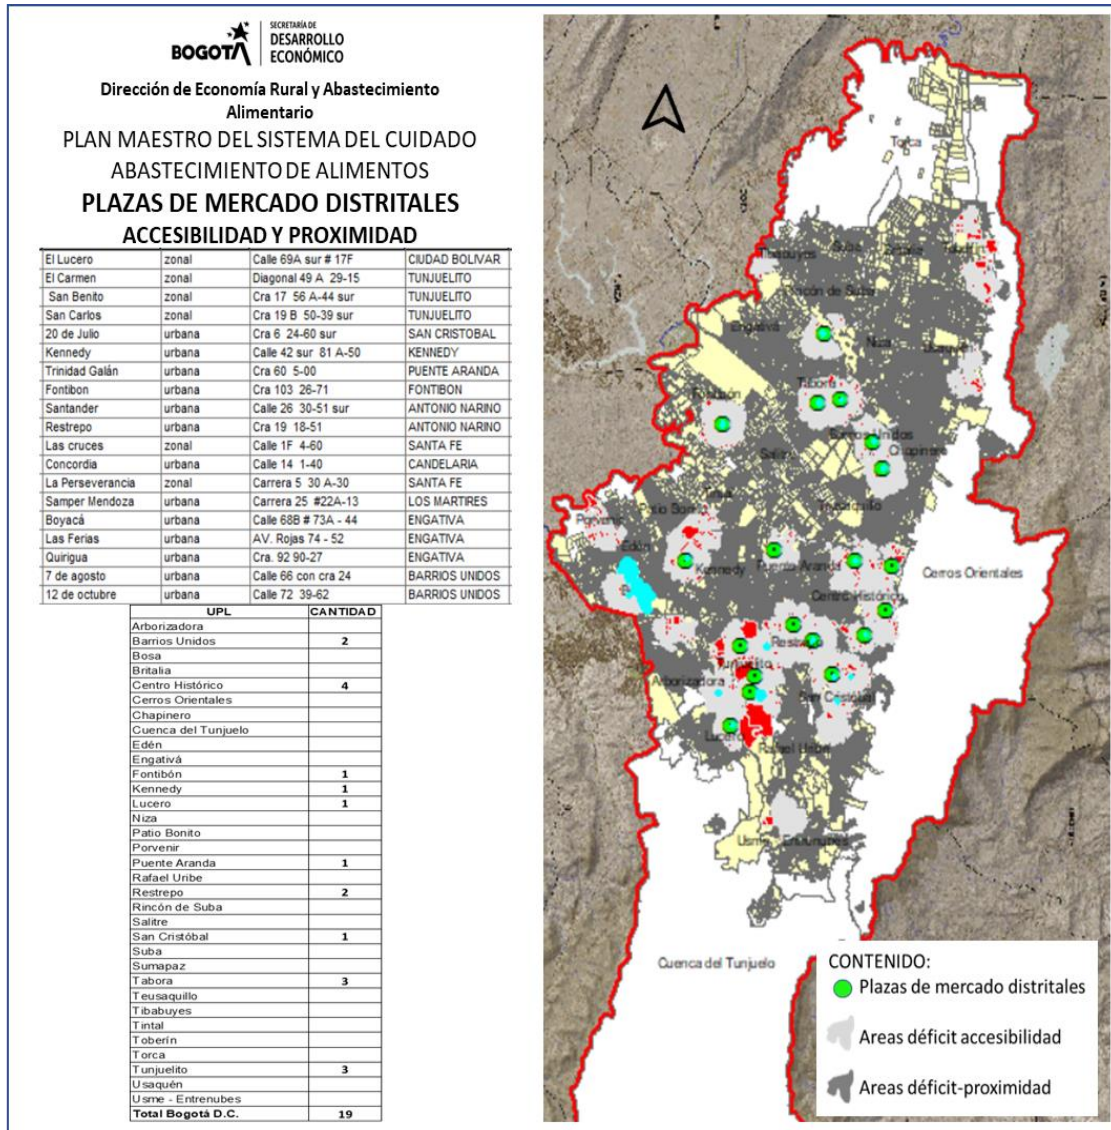 SECRETARÍA DE
BOGOTÁ
DESARROLLO
ECONÓMICO
Dirección de Economía Rural y Abastecimiento
Alimentario
PLAN MAESTRO DEL SISTEMA DEL CUIDADO
ABASTECIMIENTO DE ALIMENTOS
PLAZAS DE MERCADO DISTRITALES
ACCESIBILIDAD Y PROXIMIDAD
El Lucero zonal Calle 69A sur # 17F CIUDAD BOLIVAR
El Carmen zonal Diagonal 49 A 29-15 TUNJUELITO
San Benito zonal Cra 17 56 A-44 sur TUNJUELITO
San Carlos zonal Cra 19 B 50-39 sur TUNJUELITO
20 de Julio urbana Cra 6 24-60 sur SAN CRISTOBAL
Kennedy urbana Calle 42 sur 81 A-50 KENNEDY
Trinidad Galán urbana Cra 60 5-00 PUENTE ARANDA
Fontibon urbana Cra 103 26-71 FONTIBON
Santander urbana Calle 26 30-51 sur ANTONIO NARINO
Restrepo urbana Cra 19 18-51 ANTONIO NARINO
Las cruces zonal Calle 1F 4-60 SANTA FE
Concordia urbana Calle 14 1-40 CANDELARIA
La Perseverancia zonal Carrera 5 30 A-30 SANTA FE
Samper Mendoza urbana Carrera 25 #22A-13 LOS MARTIRES
Boyacá urbana Calle 68B # 73A - 44 ENGATIVA
Las Ferias urbana AV. Rojas 74 - 52 ENGATIVA
Quirigua urbana Cra. 92 90-27 ENGATIVA
7 de agosto urbana Calle 66 con cra 24 BARRIOS UNIDOS
12 de octubre urbana Calle 72 39-62 BARRIOS UNIDOS
UPL CANTIDAD
Arborizadora
Barrios Unidos 2
Bosa
Britalia
Centro Histórico 4
Cerros Orientales
Chapinero
Cuenca del Tunjuelo
Edén
Engativá
Fontibón 1
Kennedy 1
Lucero 1
Niza
Patio Bonito
Porvenir
Puente Aranda 1
Rafael Uribe
Restrepo 2
Rincón de Suba
Salitre
San Cristóbal 1
Suba
Sumapaz
Tabora 3
Teusaquillo
Tibabuyes
Tintal
Toberín
Torca
Tunjuelito 3
Usaquén
Usme - Entrenubes
Total Bogotá D.C. 19
Torca
Tibabuyes
Suba
Britalia
Toberín
Rincón de Suba
Engativá
Niza
Usaquén
Tabora
Fontibón
Barrios Unidos
Chapinero
Salitre
Tintal
Teusaquillo
Patio Bonito
Porvenir
Edén
Kennedy
Puente Aranda
Cerros Orientales
Centro Histórico
Restrepo
Tunjuelito
Arborizadora
San Cristóbal
Lucero
Rafael Uribe
Usme - Entrenubes
Cuenca del Tunjuelo
CONTENIDO:
Plazas de mercado distritales
Areas déficit accesibilidad
Areas déficit-proximidad